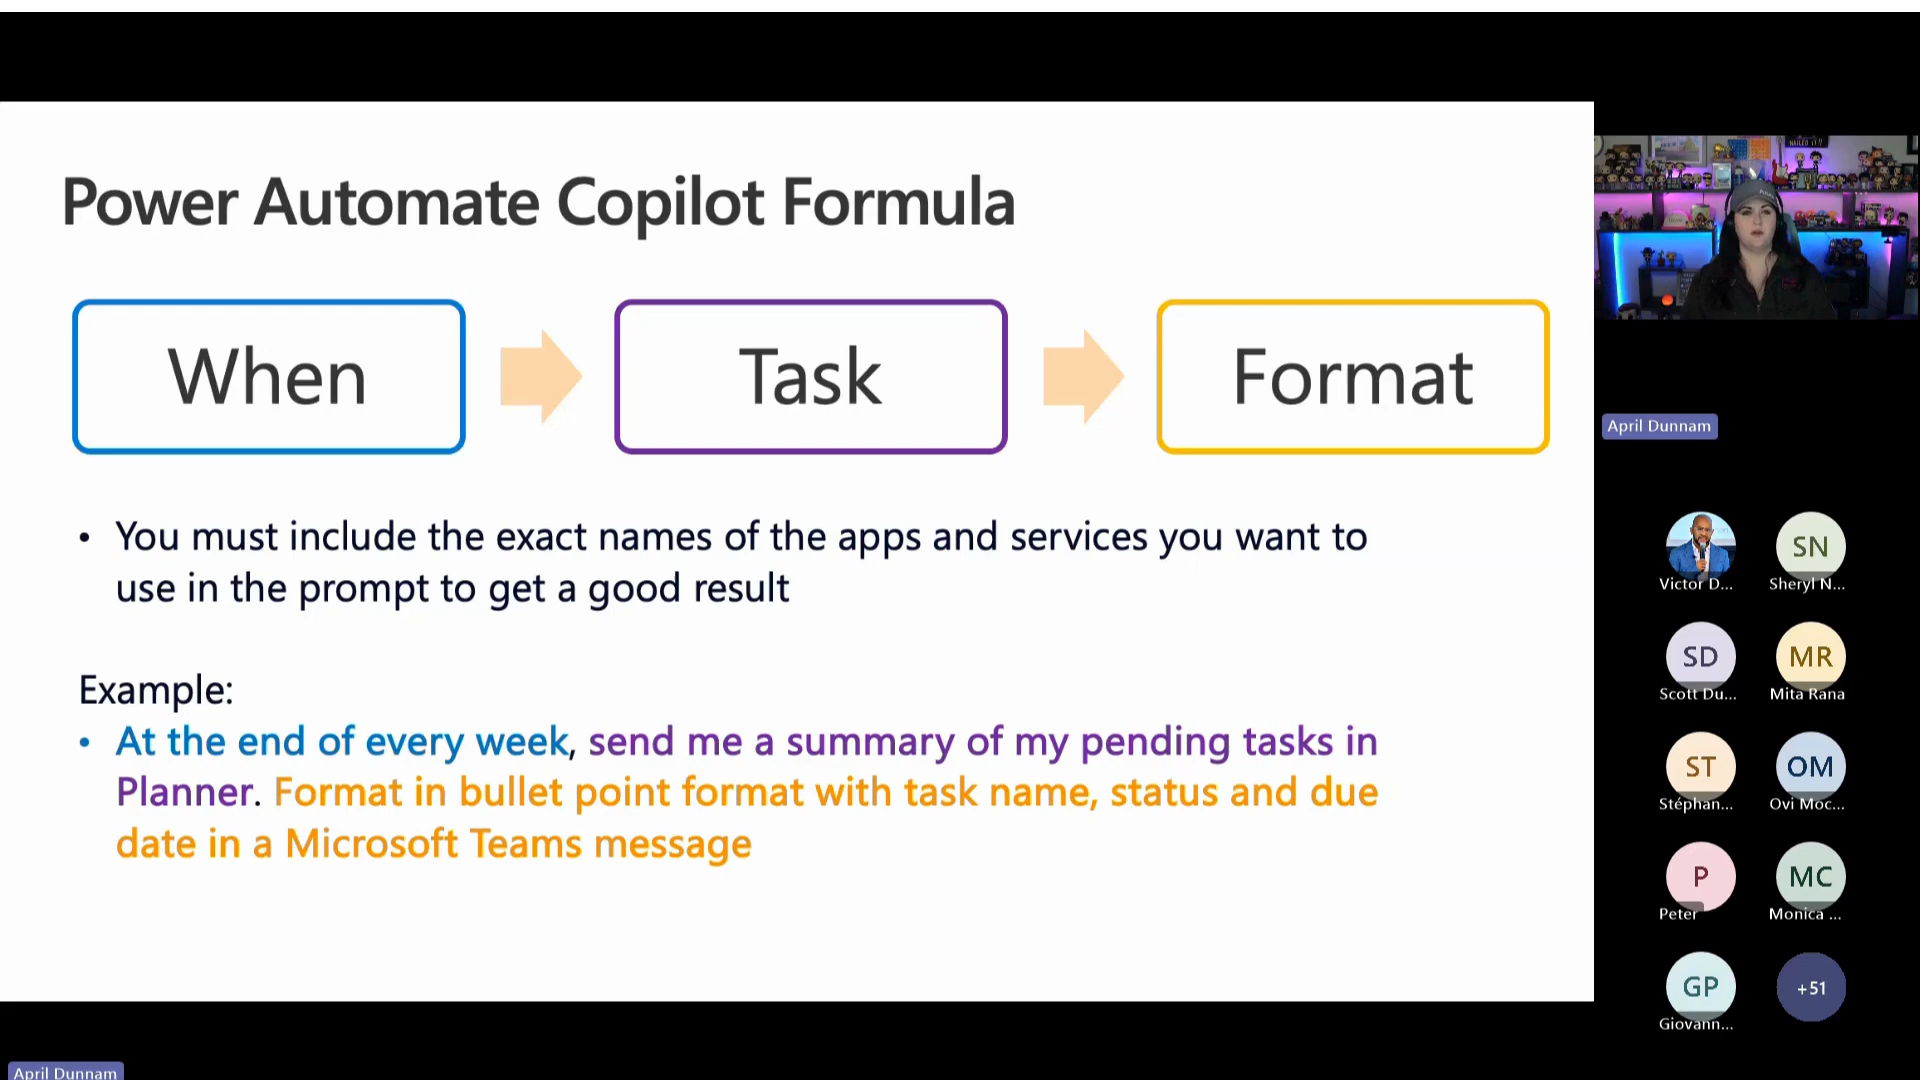 Power Automate Copilot Formula
When
Task
Format
• You must include the exact names of the apps and services you want to
use in the prompt to get a good result
Example:
• At the end of every week, send me a summary of my pending tasks in
Planner. Format in bullet point format with task name, status and due
date in a Microsoft Teams message
April Dunnam
NAILED IT!!
April Dunnam
Victor D...
SN
Sheryl N...
SD
Scott Du...
MR
Mita Rana
ST
Stéphan...
OM
Ovi Moc...
P
Peter
MC
Monica ...
GP
Giovann...
+51